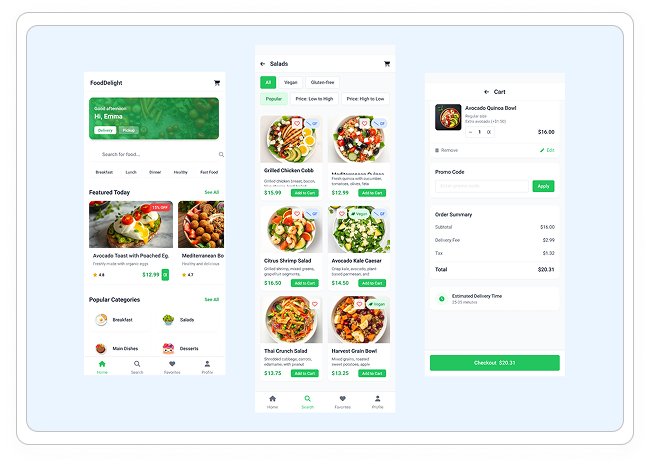 FoodDelight
Good afternoon
Hi, Emma
Delivery
Pickup
Search for food...
Breakfast
Lunch
Dinner
Healthy
Fast Food
Featured Today
See All
15% OFF
Avocado Toast with Poached Eg.
Freshly made with organic eggs
4.8
$12.99
Mediterranean Bo
Healthy and delicious
4.7
Popular Categories
See All
Breakfast
Salads
Main Dishes
Desserts
Home
Search
Favorites
Profile
Salads
All
Vegan
Gluten-free
Popular
Price: Low to High
Price: High to Low
GF
GF
Grilled Chicken Cobb
Grilled chicken breast, bacon,
$15.99
Add to Cart
Mediterranean Quinoa
Fresh quinoa with cucumber,
tomatoes, olives, feta
$12.99
Add to Cart
GF
Vegan
GF
Citrus Shrimp Salad
Grilled shrimp, mixed greens,
grapefruit segments,
$16.50
Add to Cart
Avocado Kale Caesar
Crisp kale, avocado, plant
based parmesan, and
$14.50
Add to Cart
Vegan
Thai Crunch Salad
Shredded cabbage, carrots,
edamame, with peanut
$13.75
Add to Cart
Harvest Grain Bowl
Mixed grains, roasted
sweet potatoes, apple
$13.25
Add to Cart
Home
Search
Favorites
Profile
Cart
Avocado Quinoa Bowl
Regular size
Extra avocado (+$1.50)
1
$16.00
Remove
Edit
Promo Code
Apply
Order Summary
Subtotal
$16.00
Delivery Fee
$2.99
Tax
$1.32
Total
$20.31
Estimated Delivery Time
25-35 minutes
Checkout $20.31